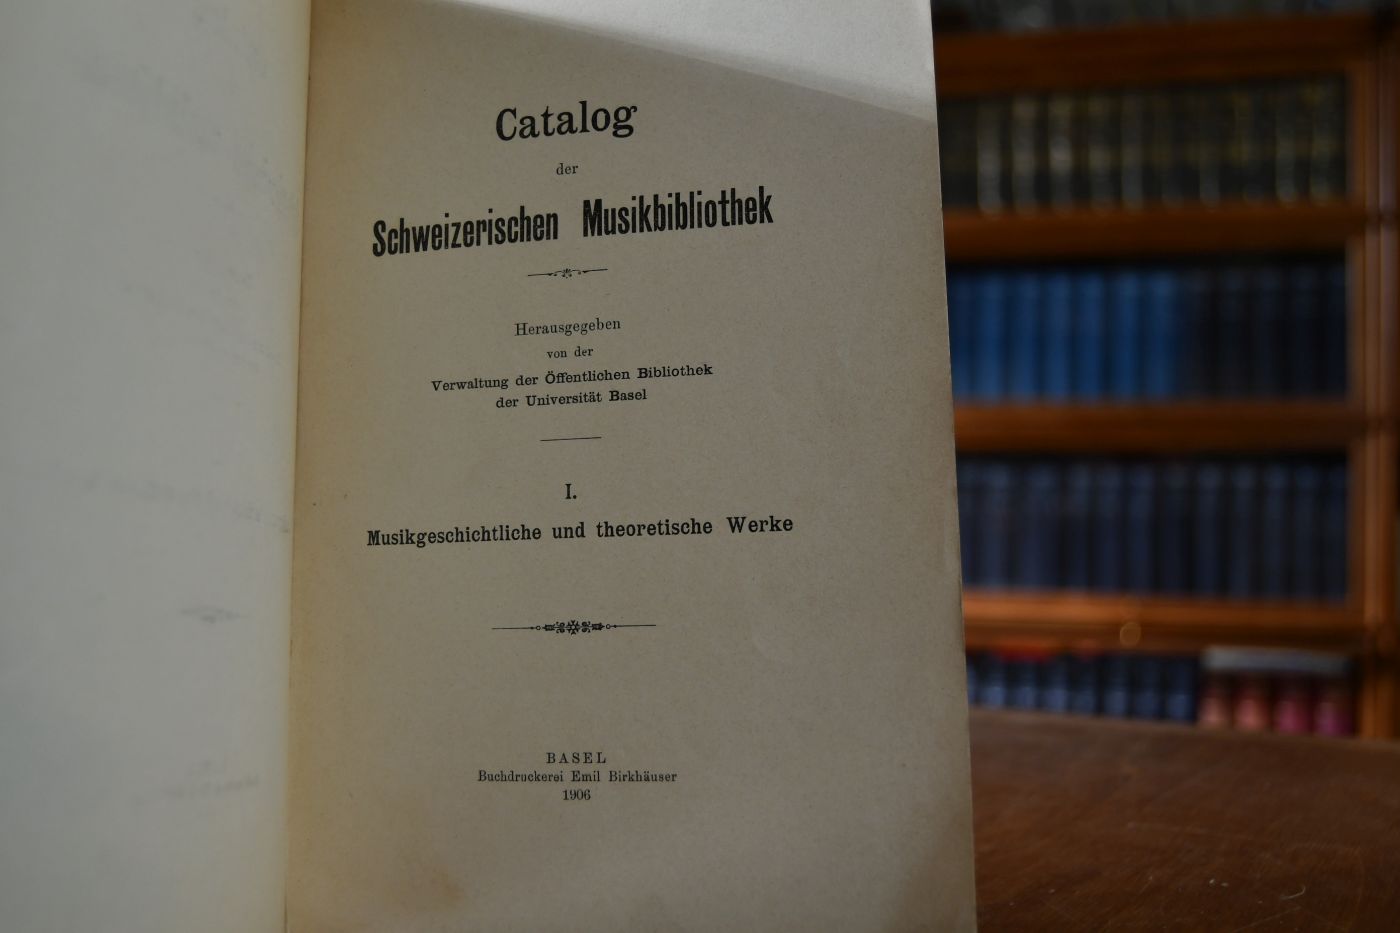 Catalog
der
Schweizerischen Musikbibliothek
Herausgegeben
von der
Verwaltung der Öffentlichen Bibliothek
der Universität Basel
I.
Musikgeschichtliche und theoretische Werke
BASEL
Buchdruckerei Emil Birkhäuser
1906